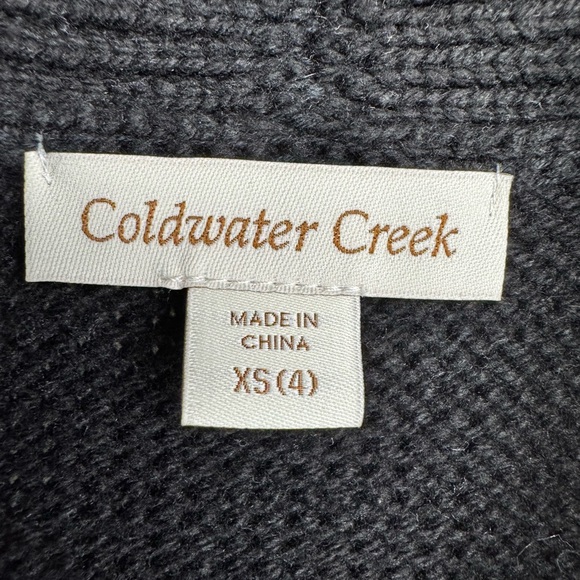 Coldwater Creek
MADE IN
CHINA
XS (4)